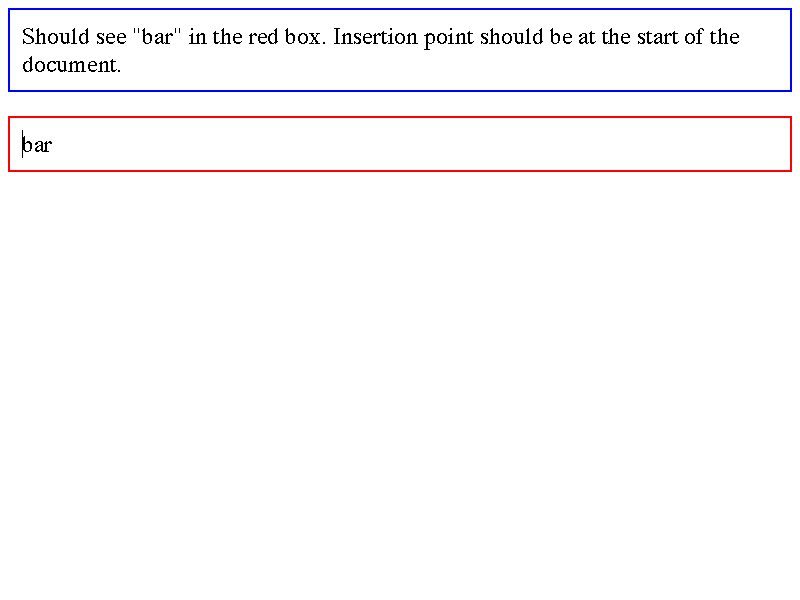 Should see "bar" in the red box. Insertion point should be at the start of the
document.
bar